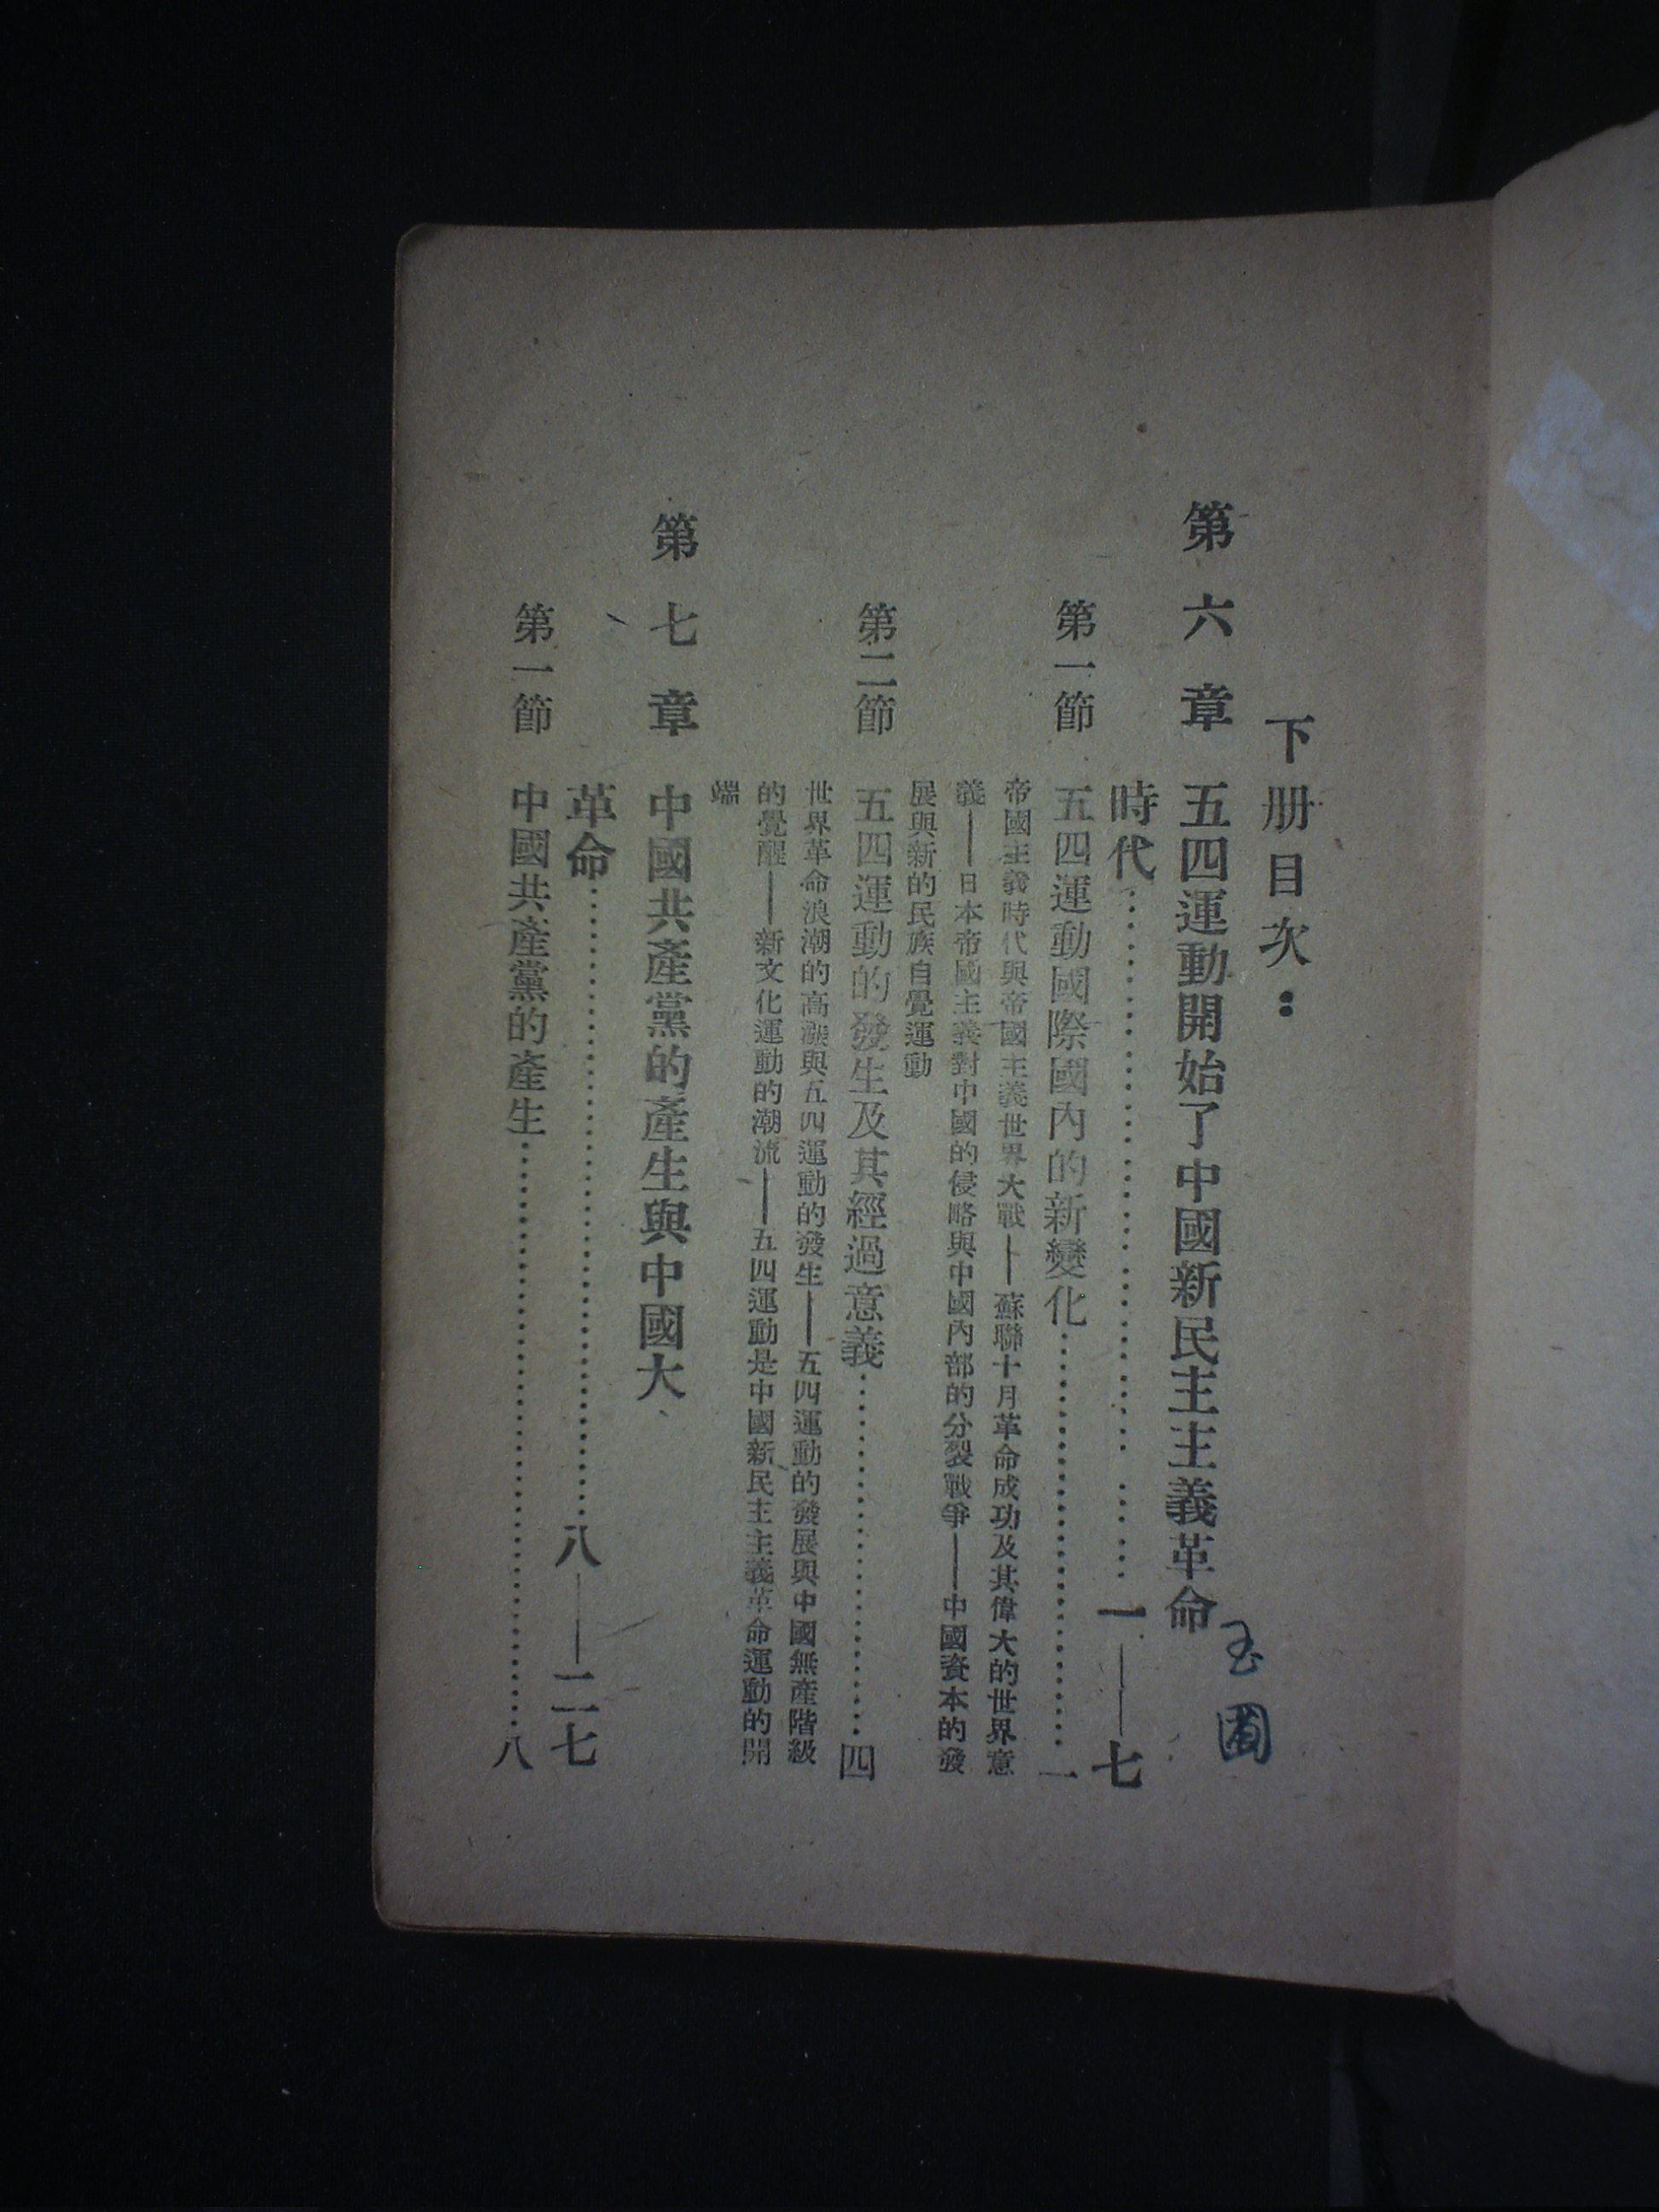 下册目次：
第六章 五四運動開始了中國新民主主義革命
時代⋯⋯⋯⋯⋯⋯⋯⋯⋯⋯一——七
第一節 五四運動國際國內的新變化⋯⋯⋯⋯⋯⋯⋯⋯一
帝國主義時代與帝國主義世界大戰——蘇聯十月革命成功及其偉大的世界意
義——日本帝國主義對中國的侵略與中國內部的分裂戰爭——中國資本的發
展與新的民族自覺運動
第二節 五四運動的發生及其經過意義⋯⋯⋯⋯⋯⋯⋯⋯四
世界革命浪潮的高漲與五四運動的發生——五四運動的發展與中國無產階級
的覺醒——新文化運動的潮流——五四運動是中國新民主主義革命運動的開
端
第七章 中國共產黨的產生與中國大
革命⋯⋯⋯⋯⋯⋯⋯⋯⋯⋯八——二七
第一節 中國共產黨的產生⋯⋯⋯⋯⋯⋯⋯⋯⋯⋯八